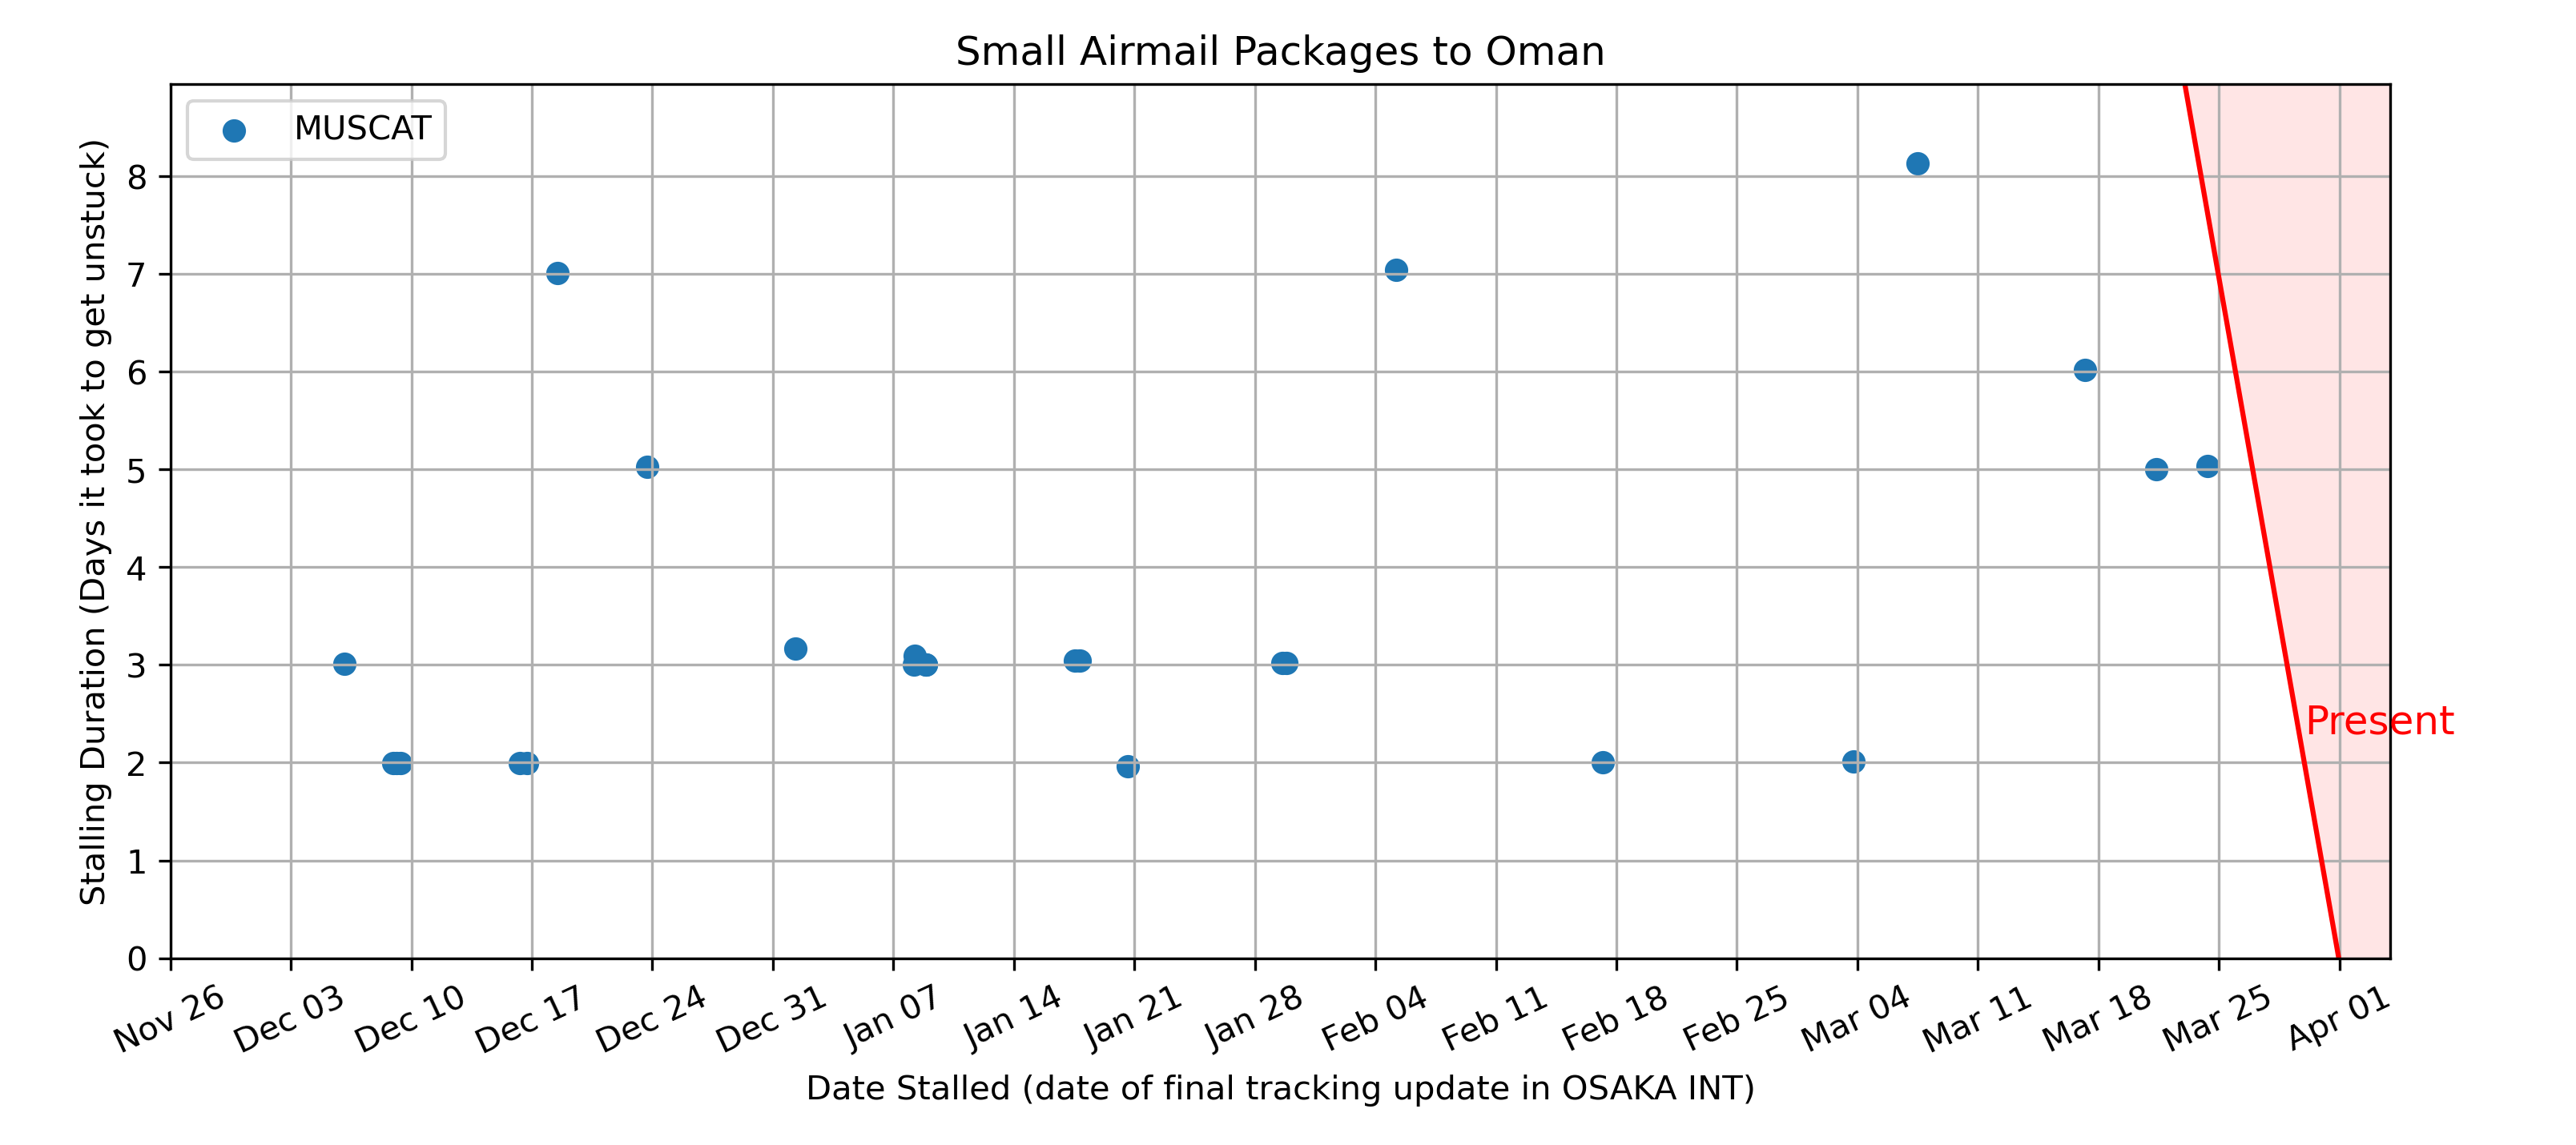 Small Airmail Packages to Oman
MUSCAT
Stalling Duration (Days it took to get unstuck)
8
7
6
5
4
3
2
1
0
Present
Nov 26
Dec 03
Dec 10
Dec 17
Dec 24
Dec 31
Jan 07
Jan 14
Jan 21
Jan 28
Feb 04
Feb 11
Feb 18
Feb 25
Mar 04
Mar 11
Mar 18
Mar 25
Apr 01
Date Stalled (date of final tracking update in OSAKA INT)